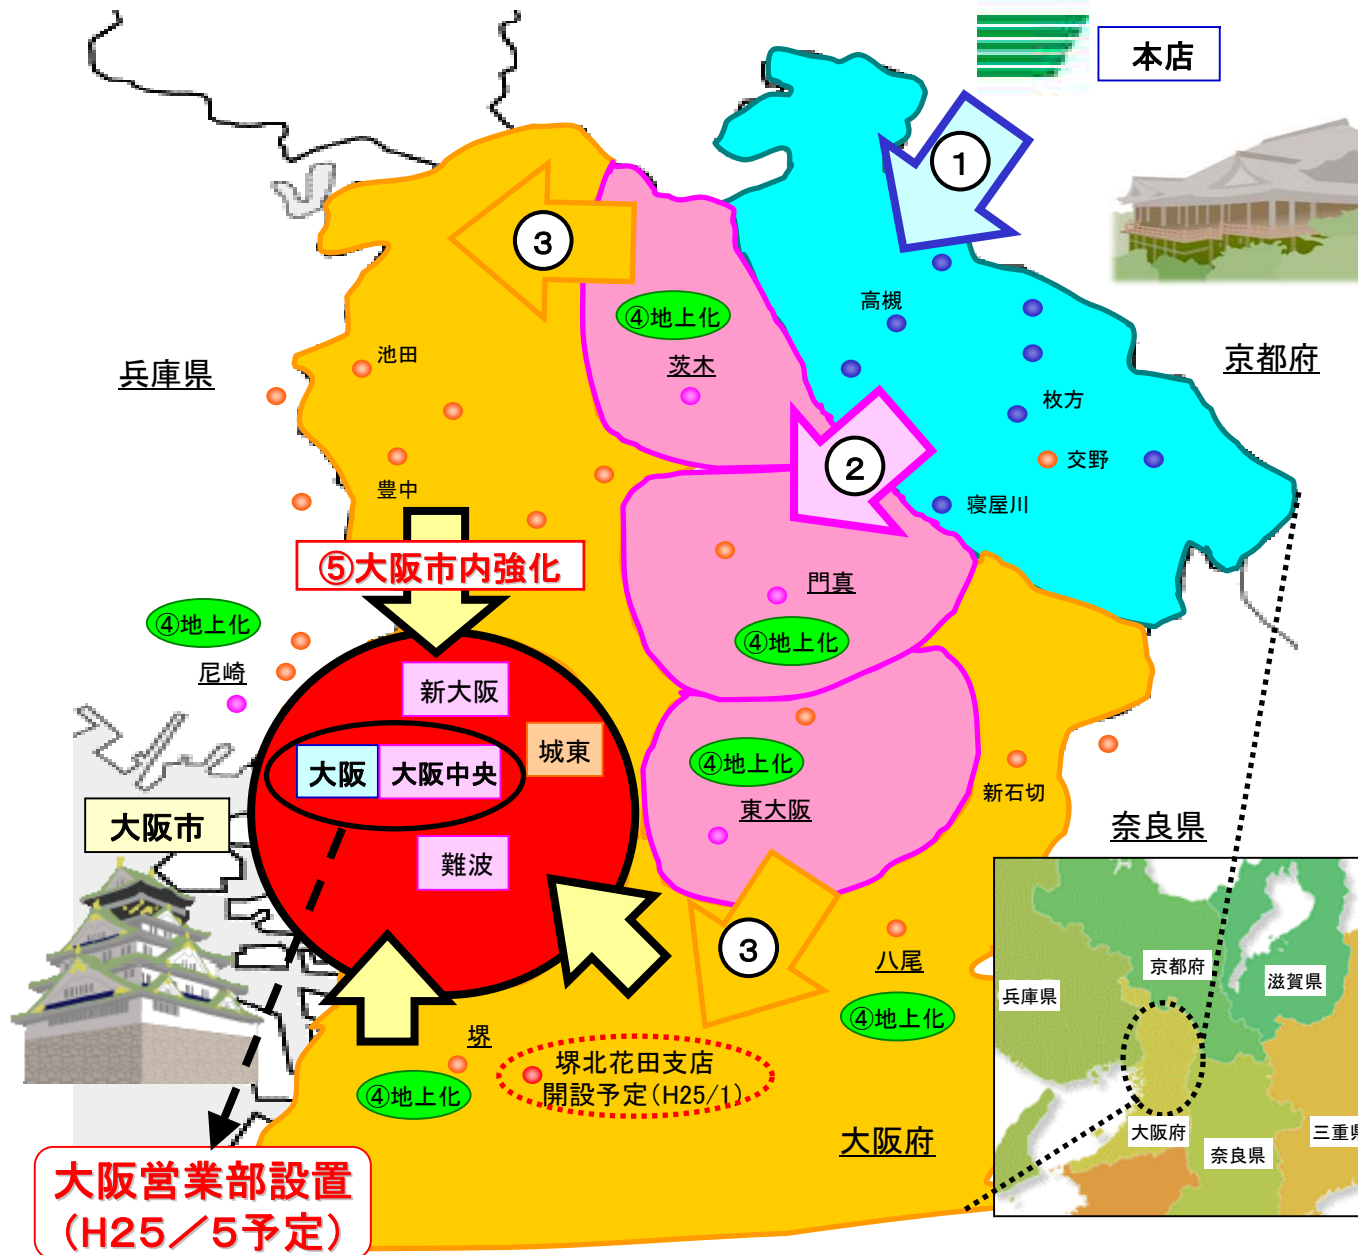 本店
①
③
④地上化
高槻
兵庫県
池田
茨木
京都府
枚方
②
交野
豊中
寝屋川
⑤大阪市内強化
門真
④地上化
④地上化
尼崎
新大阪
城東
④地上化
大阪
大阪中央
新石切
東大阪
大阪市
奈良県
難波
③
八尾
④地上化
堺
④地上化
堺北花田支店
開設予定(H25/1)
大阪府
大阪営業部設置
(H25／5予定)
京都府
滋賀県
兵庫県
大阪府
奈良県
三重県